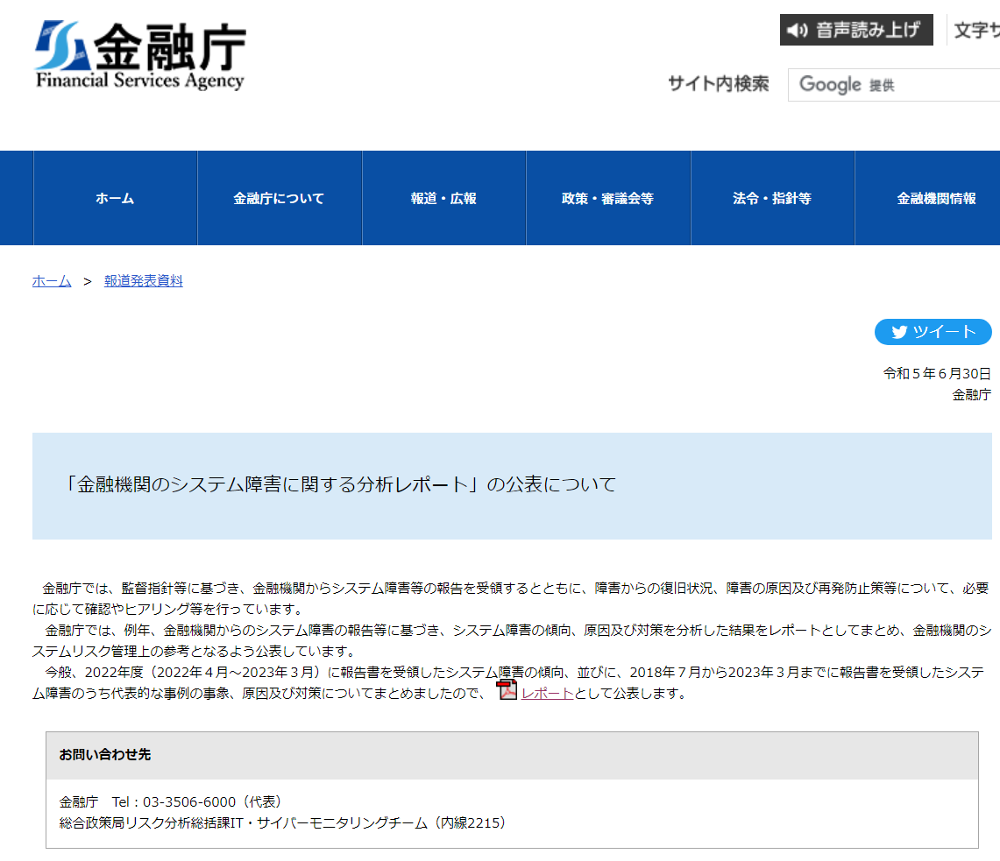 金融庁
Financial Services Agency
音声読み上げ
文字サ
サイト内検索
Google 提供
ホーム
金融庁について
報道・広報
政策・審議会等
法令・指針等
金融機関情報
ホーム > 報道発表資料
ツイート
令和５年６月30日
金融庁
「金融機関のシステム障害に関する分析レポート」の公表について
金融庁では、監督指針等に基づき、金融機関からシステム障害等の報告を受領するとともに、障害からの復旧状況、障害の原因及び再発防止策等について、必要
に応じて確認やヒアリング等を行っています。
金融庁では、例年、金融機関からのシステム障害の報告等に基づき、システム障害の傾向、原因及び対策を分析した結果をレポートとしてまとめ、金融機関のシ
ステムリスク管理上の参考となるよう公表しています。
今般、2022年度（2022年４月～2023年３月）に報告書を受領したシステム障害の傾向、並びに、2018年７月から2023年３月までに報告書を受領したシステ
ム障害のうち代表的な事例の事象、原因及び対策についてまとめましたので、レポートとして公表します。
お問い合わせ先
金融庁　Tel：03-3506-6000（代表）
総合政策局リスク分析総括課IT・サイバーモニタリングチーム（内線2215）